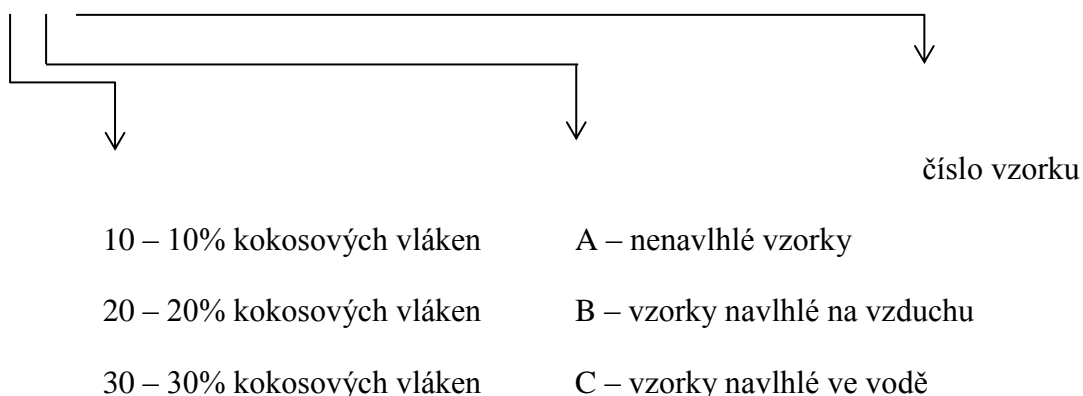 číslo vzorku
10 – 10% kokosových vláken A – nenavlhlé vzorky
20 – 20% kokosových vláken B – vzorky navlhlé na vzduchu
30 – 30% kokosových vláken C – vzorky navlhlé ve vodě